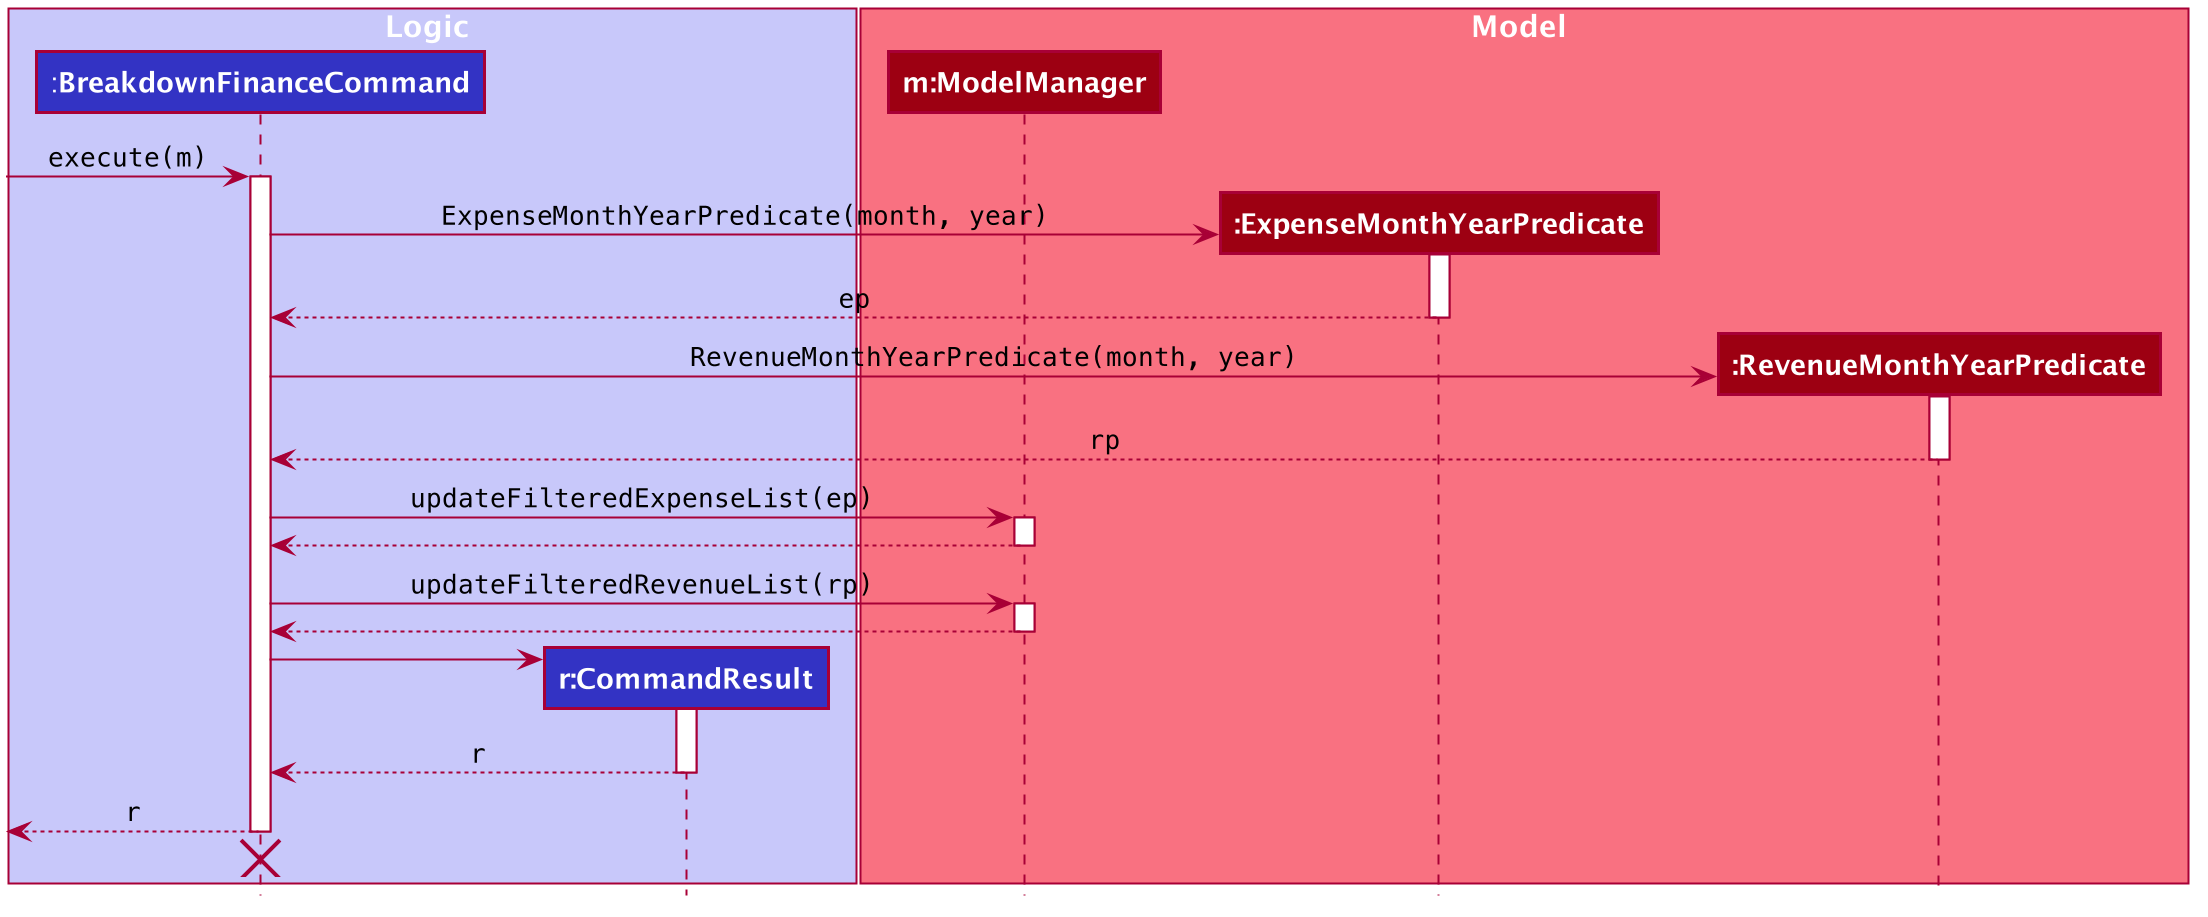 Logic
Model
:BreakdownFinanceCommand
m:ModelManager
execute(m)
ExpenseMonthYearPredicate(month, year)
:ExpenseMonthYearPredicate
ep
RevenueMonthYearPredicate(month, year)
:RevenueMonthYearPredicate
rp
updateFilteredExpenseList(ep)
updateFilteredRevenueList(rp)
r:CommandResult
r
r